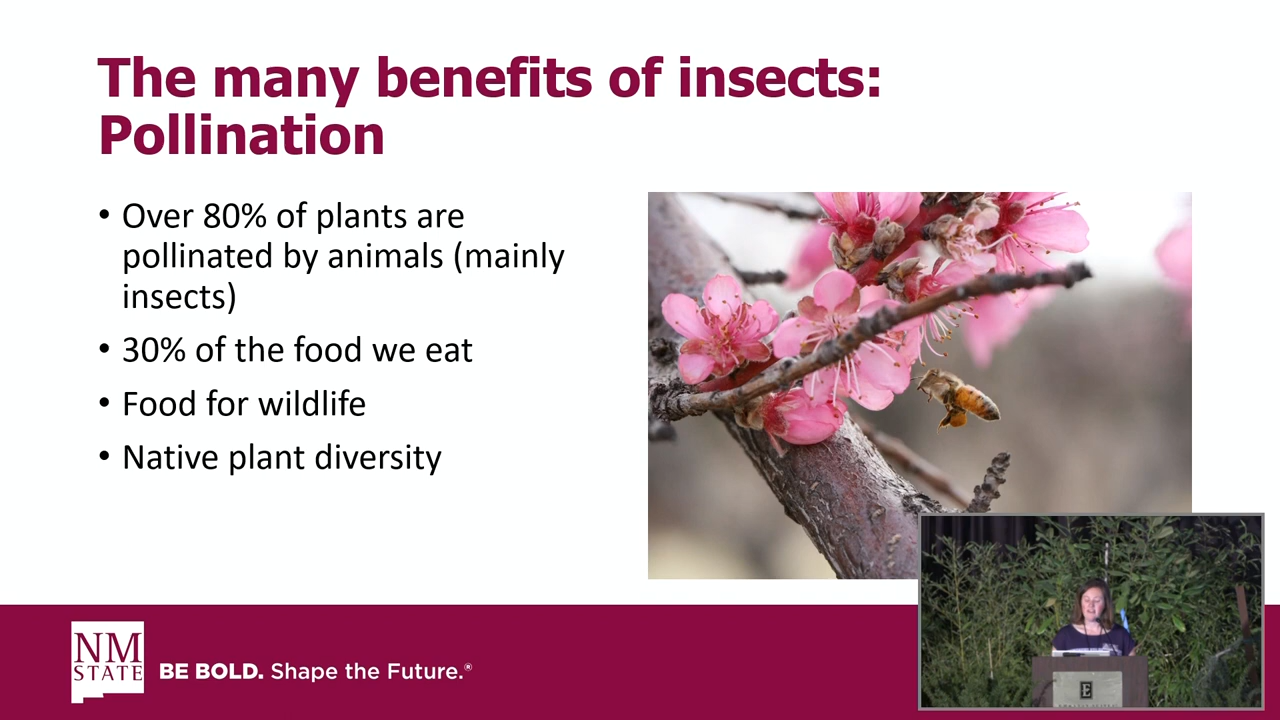 The many benefits of insects:
Pollination
• Over 80% of plants are
pollinated by animals (mainly
insects)
• 30% of the food we eat
• Food for wildlife
• Native plant diversity
NM
STATE
BE BOLD. Shape the Future.®
E